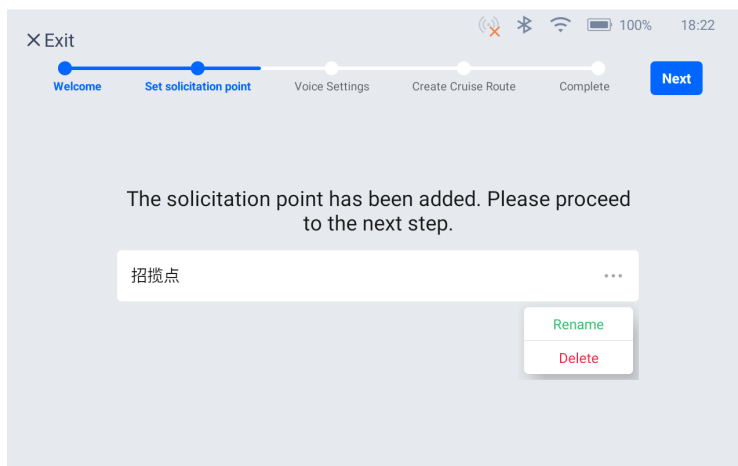 100% 18:22
Exit
Welcome Set solicitation point Voice Settings Create Cruise Route Complete Next
The solicitation point has been added. Please proceed
to the next step.
招揽点
Rename
Delete